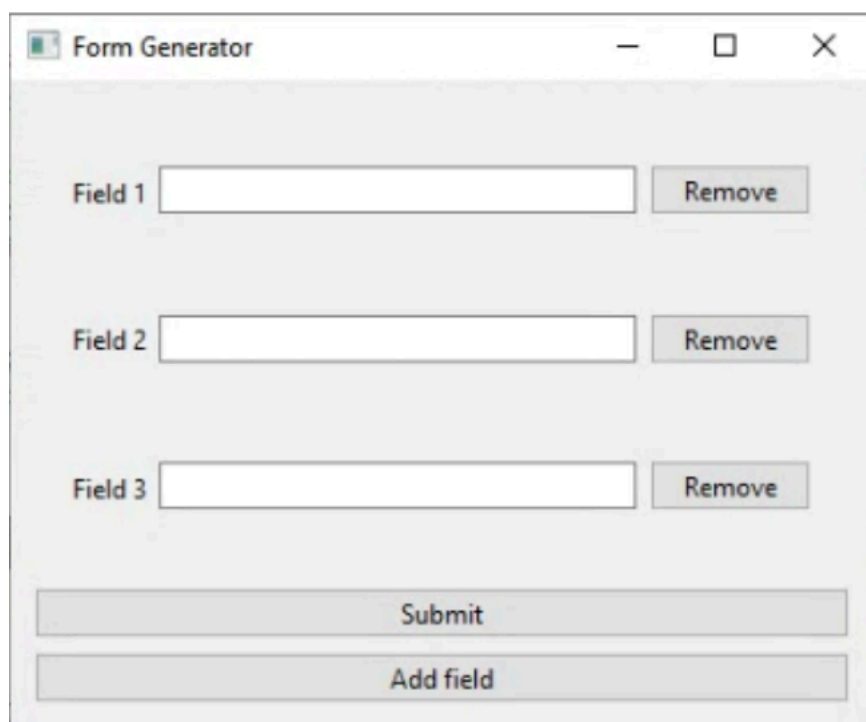 Form Generator
Field 1 Remove
Field 2 Remove
Field 3 Remove
Submit
Add field